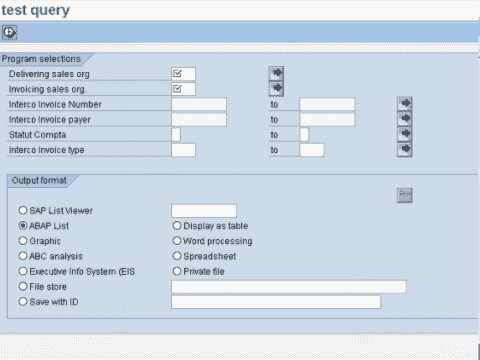 test query
Program selections
Delivering sales org
Invoicing sales org.
Interco Invoice Number to
Interco Invoice payer to
Statut Compta to
Interco Invoice type to
Output format
SAP List Viewer
ABAP List Display as table
Graphic Word processing
ABC analysis Spreadsheet
Executive Info System (EIS Private file
File store
Save with ID